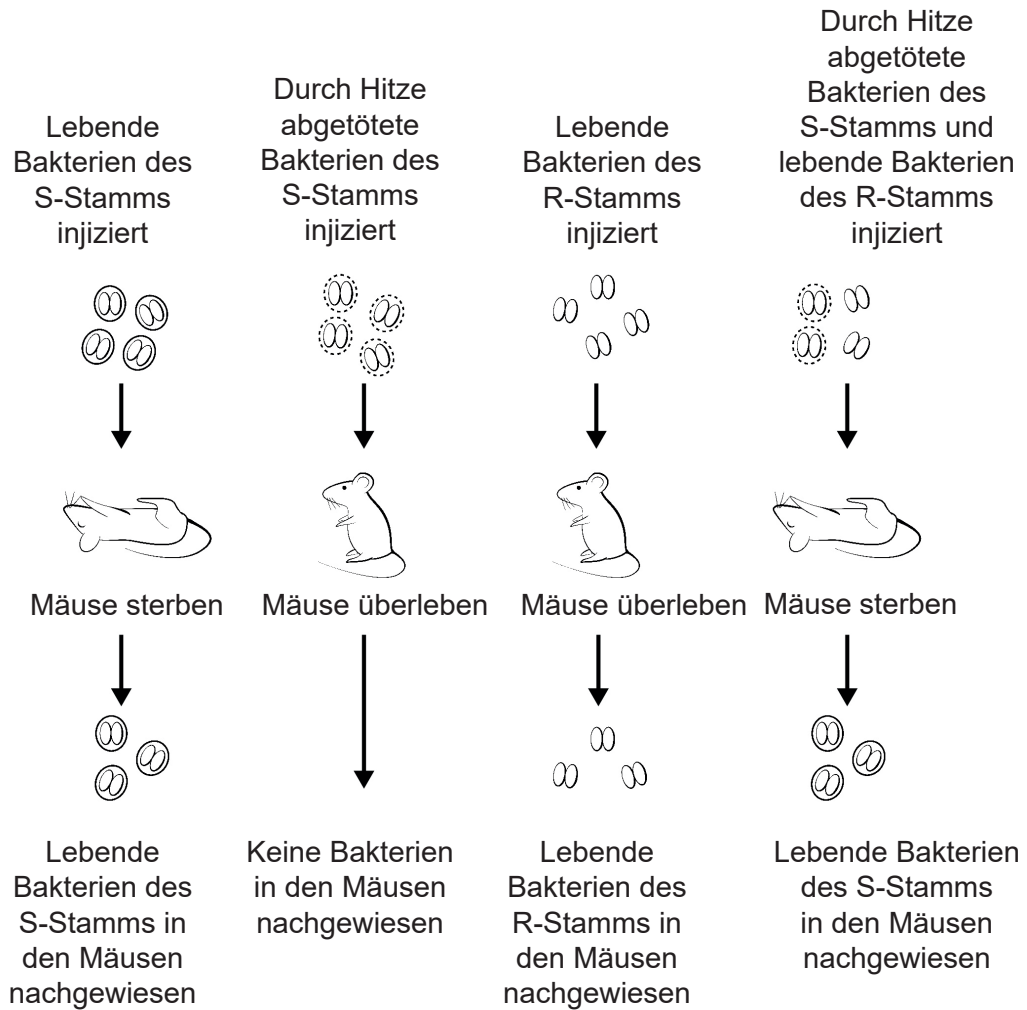 Lebende
Bakterien des
S-Stamms
injiziert
Durch Hitze
abgetötete
Bakterien des
S-Stamms
injiziert
Lebende
Bakterien des
R-Stamms
injiziert
Durch Hitze
abgetötete
Bakterien des
S-Stamms und
lebende Bakterien
des R-Stamms
injiziert
Mäuse sterben
Mäuse überleben
Mäuse überleben
Mäuse sterben
Lebende
Bakterien des
S-Stamms in
den Mäusen
nachgewiesen
Keine Bakterien
in den Mäusen
nachgewiesen
Lebende
Bakterien des
R-Stamms in
den Mäusen
nachgewiesen
Lebende Bakterien
des S-Stamms
in den Mäusen
nachgewiesen